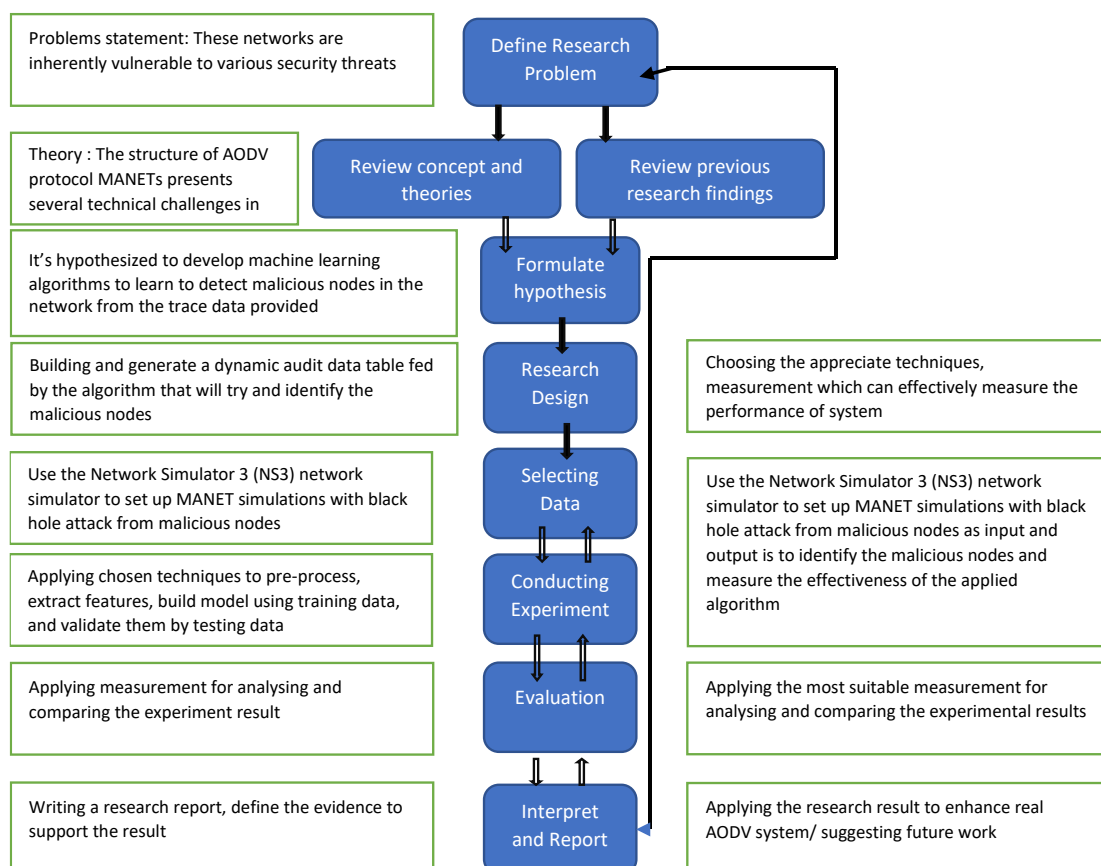 Problems statement: These networks are
inherently vulnerable to various security threats
Define Research
Problem
Theory : The structure of AODV
protocol MANETs presents
several technical challenges in
Review concept and
theories
Review previous
research findings
It's hypothesized to develop machine learning
algorithms to learn to detect malicious nodes in the
network from the trace data provided
Formulate
hypothesis
Building and generate a dynamic audit data table fed
by the algorithm that will try and identify the
malicious nodes
Research
Design
Choosing the appreciate techniques,
measurement which can effectively measure the
performance of system
Use the Network Simulator 3 (NS3) network
simulator to set up MANET simulations with black
hole attack from malicious nodes
Selecting
Data
Use the Network Simulator 3 (NS3) network
simulator to set up MANET simulations with black
hole attack from malicious nodes as input and
output is to identify the malicious nodes and
measure the effectiveness of the applied
algorithm
Applying chosen techniques to pre-process,
extract features, build model using training data,
and validate them by testing data
Conducting
Experiment
Applying measurement for analysing and
comparing the experiment result
Evaluation
Applying the most suitable measurement for
analysing and comparing the experimental results
Writing a research report, define the evidence to
support the result
Interpret
and Report
Applying the research result to enhance real
AODV system/ suggesting future work